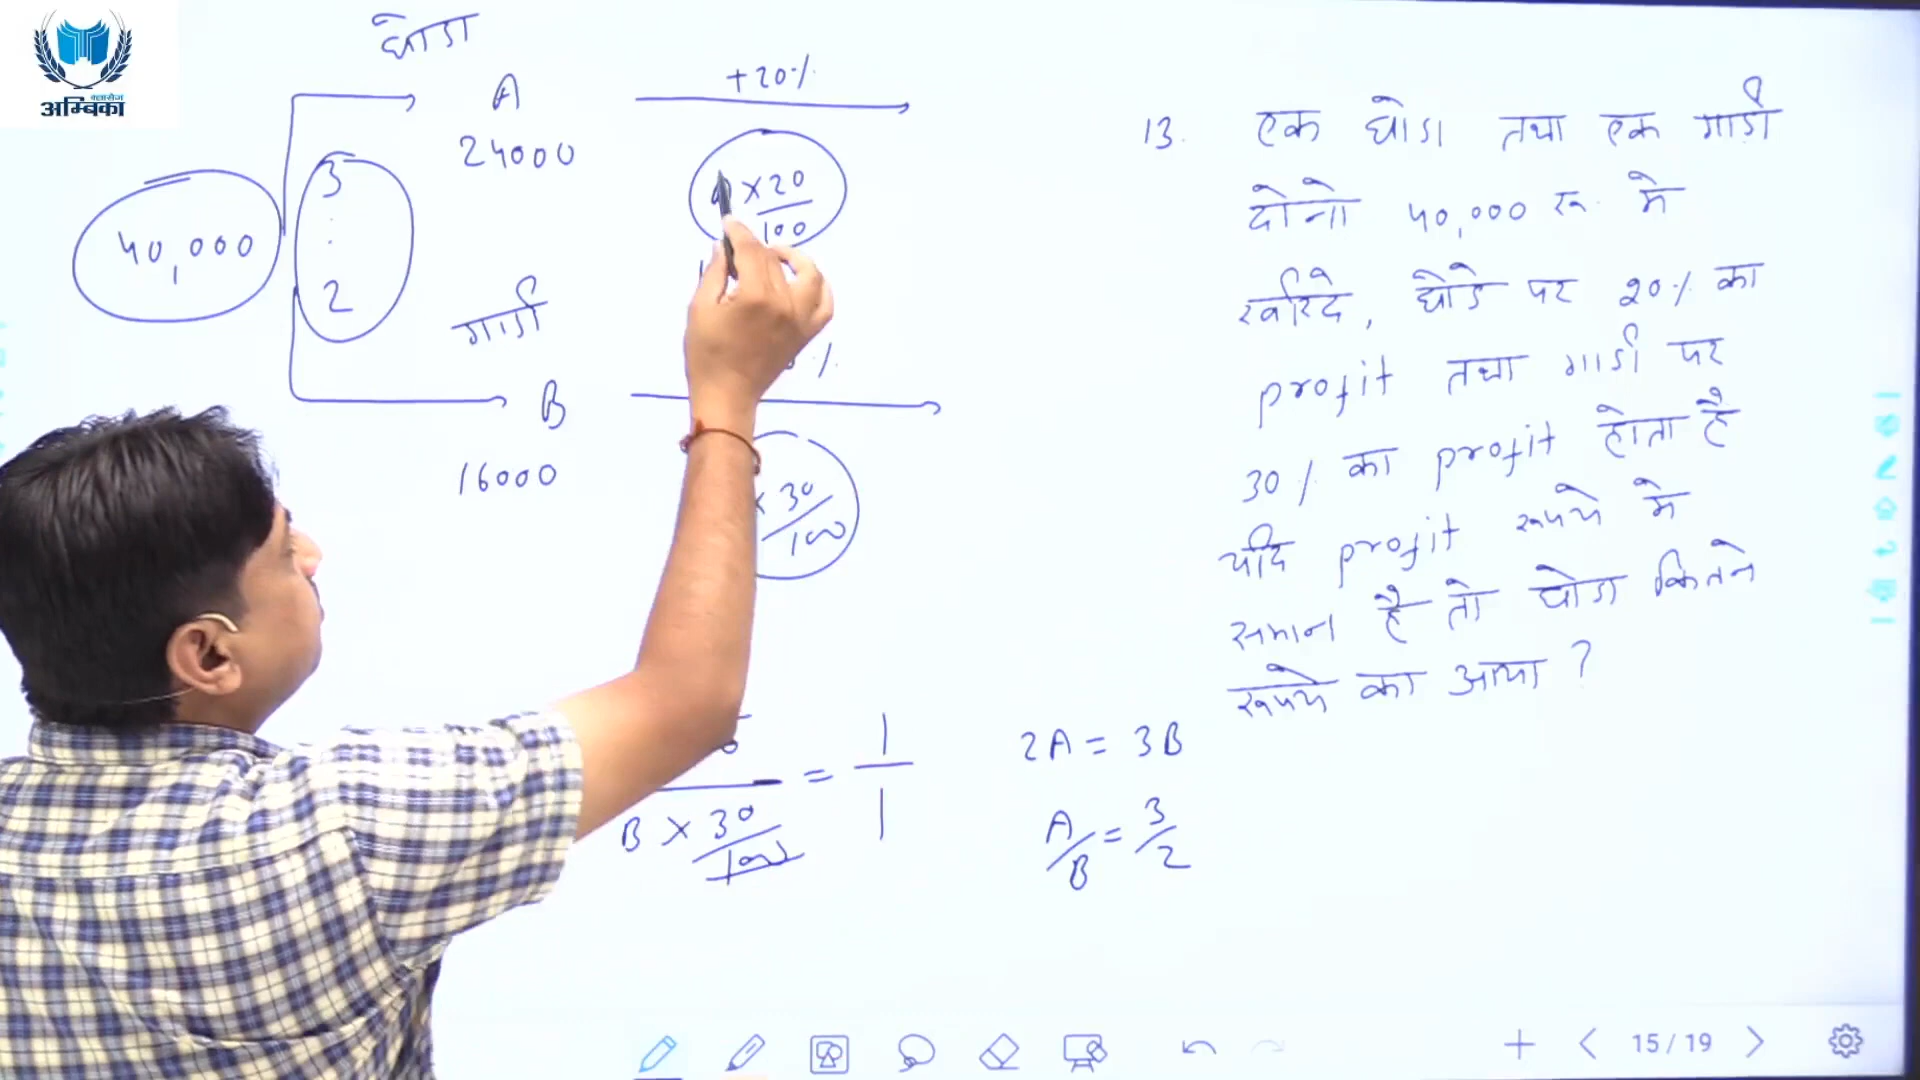 क्लासेज
अम्बिका
घोडा
A
+20%
24000
× 20
100
3
:
2
40,000
गाडी
%
B
16000
× 30/100
B × 30/100
= 1/1
2A = 3B
A/B = 3/2
13. एक घोडा तथा एक गाडी
दोनो 40,000 रू. मे
खरिदे, घोडे पर 20% का
profit तथा गाडी पर
30% का profit होता है
यदि profit रूपये मे
समान है तो घोडा कितने
रूपये का आया ?
15/19